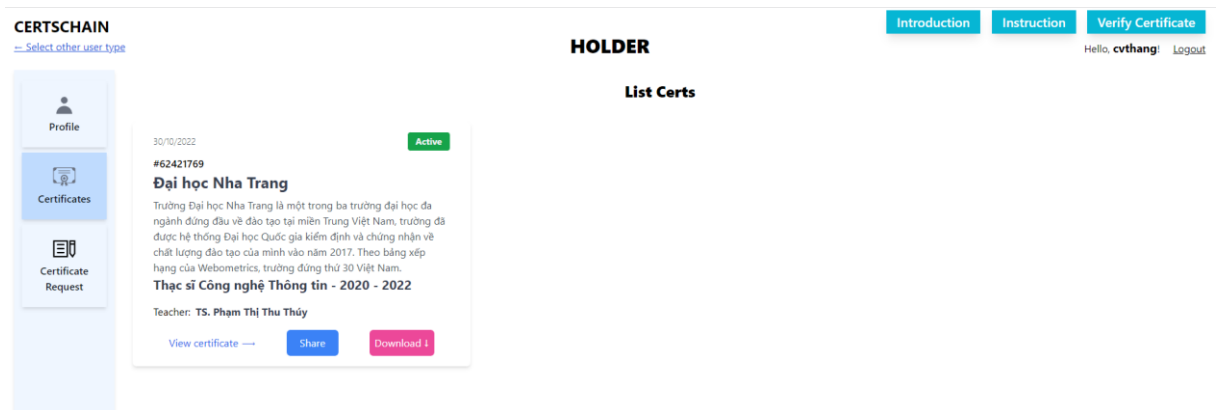 CERTSCHAIN
← Select other user type
Introduction
Instruction
Verify Certificate
HOLDER
Hello, cvthang! Logout
List Certs
Profile
Certificates
Certificate
Request
30/10/2022
Active
#62421769
Đại học Nha Trang
Trường Đại học Nha Trang là một trong ba trường đại học đa
ngành đứng đầu về đào tạo tại miền Trung Việt Nam, trường đã
được hệ thống Đại học Quốc gia kiểm định và chứng nhận về
chất lượng đào tạo của mình vào năm 2017. Theo bảng xếp
hạng của Webometrics, trường đứng thứ 30 Việt Nam.
Thạc sĩ Công nghệ Thông tin - 2020 - 2022
Teacher: TS. Phạm Thị Thu Thúy
View certificate ⟶
Share
Download ↓